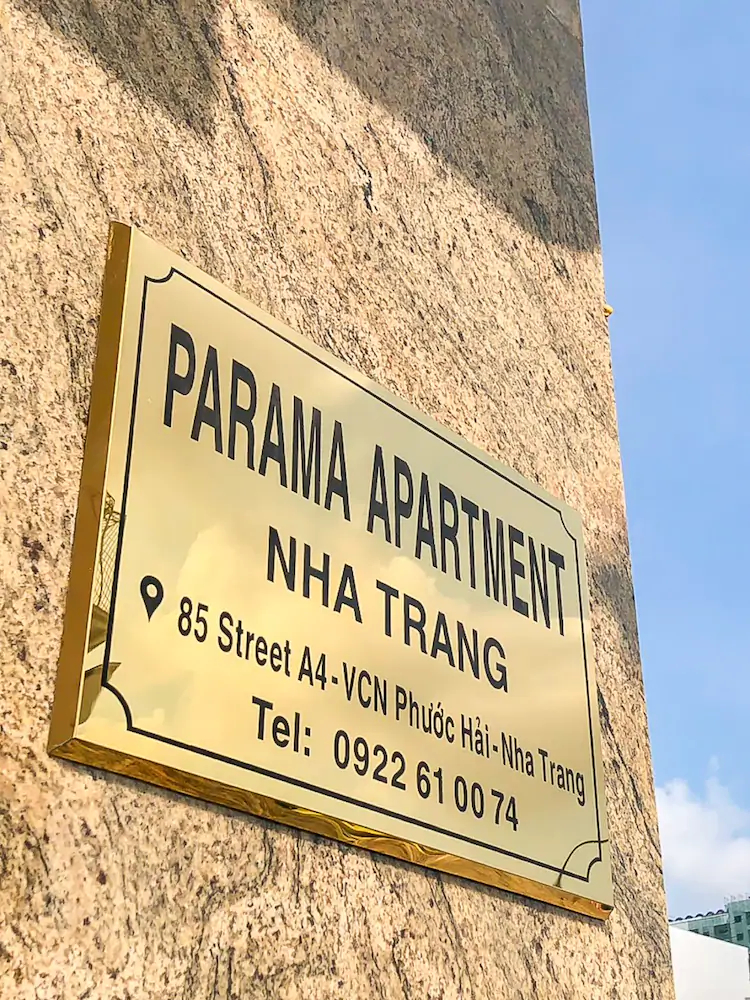 PARAMA APARTMENT
NHA TRANG
85 Street A4-VCN Phước Hải-Nha Trang
Tel: 0922 61 00 74